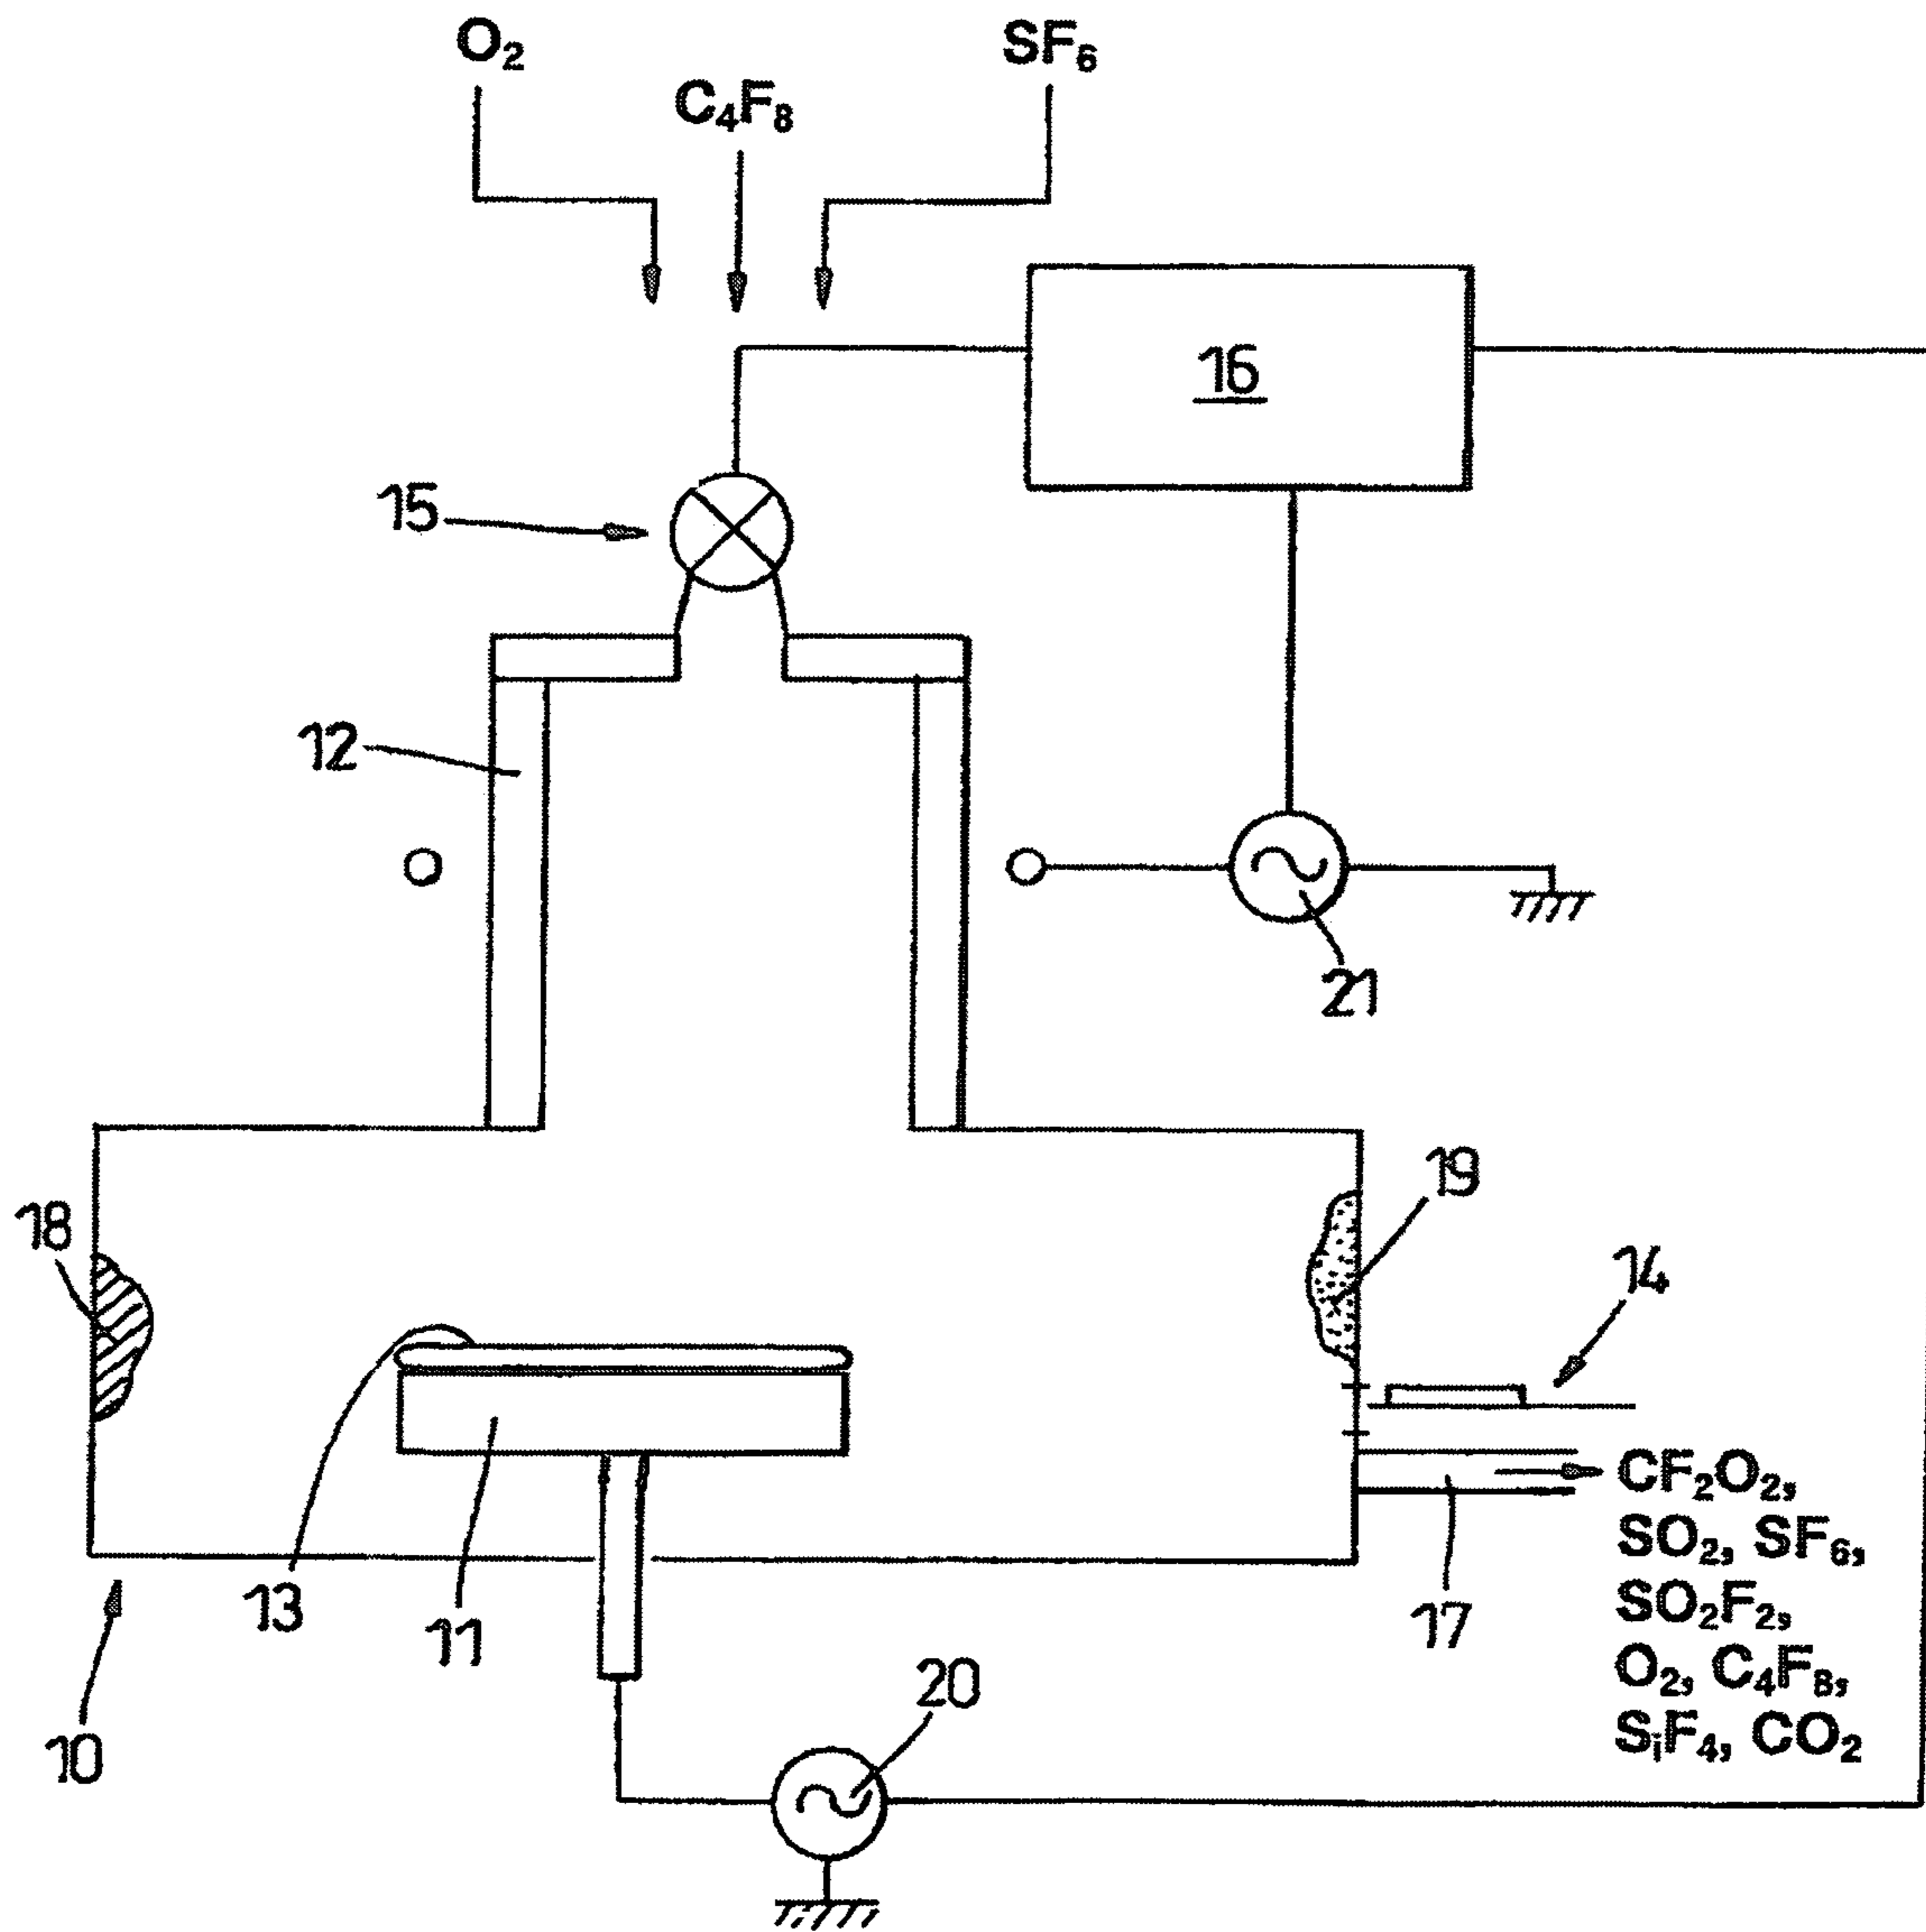 O₂
SF₆
C₄F₈
16
15
12
21
19
18
14
CF₂O₂,
SO₂, SF₆,
SO₂F₂,
O₂, C₄F₈,
SᵢF₄, CO₂
13
11
17
20
10